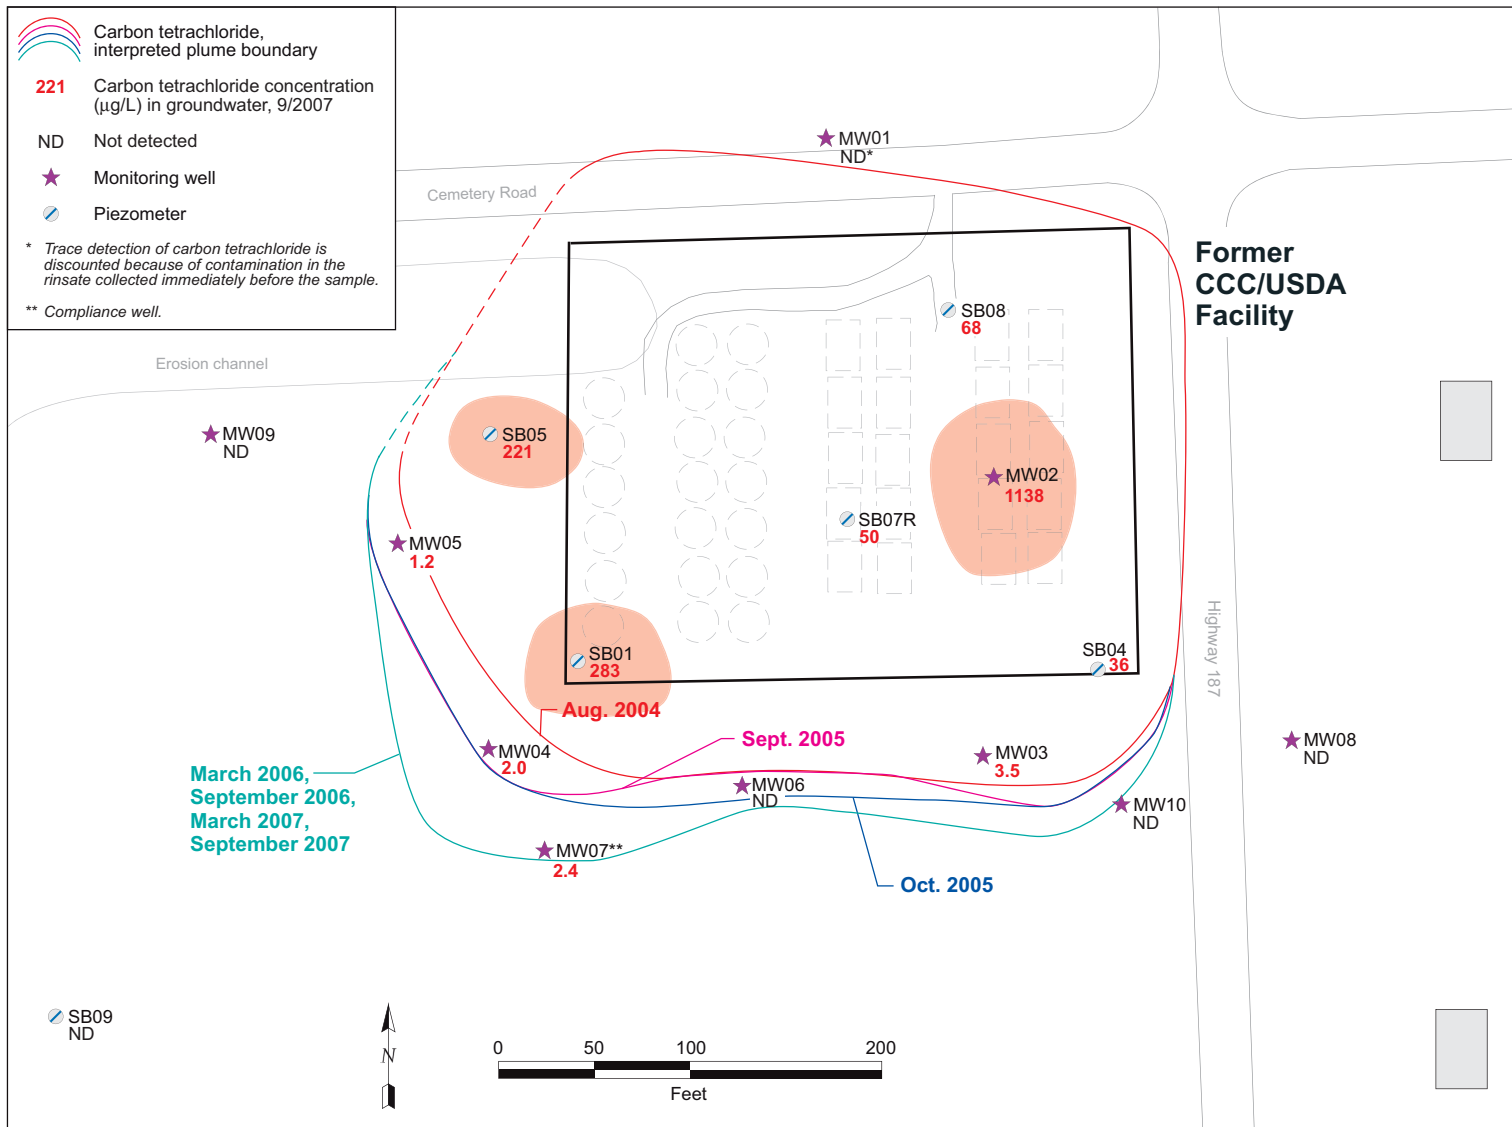 Carbon tetrachloride,
interpreted plume boundary
221
Carbon tetrachloride concentration
(µg/L) in groundwater, 9/2007
ND
Not detected
Monitoring well
Piezometer
* Trace detection of carbon tetrachloride is
discounted because of contamination in the
rinsate collected immediately before the sample.
** Compliance well.
MW01
ND*
Cemetery Road
Former
CCC/USDA
Facility
SB08
68
Erosion channel
MW09
ND
SB05
221
MW02
1138
SB07R
50
MW05
1.2
Highway 187
SB01
283
SB04
36
Aug. 2004
Sept. 2005
MW04
2.0
MW03
3.5
MW08
ND
March 2006,
September 2006,
March 2007,
September 2007
MW06
ND
MW10
ND
MW07**
2.4
Oct. 2005
SB09
ND
N
0 50 100 200
Feet